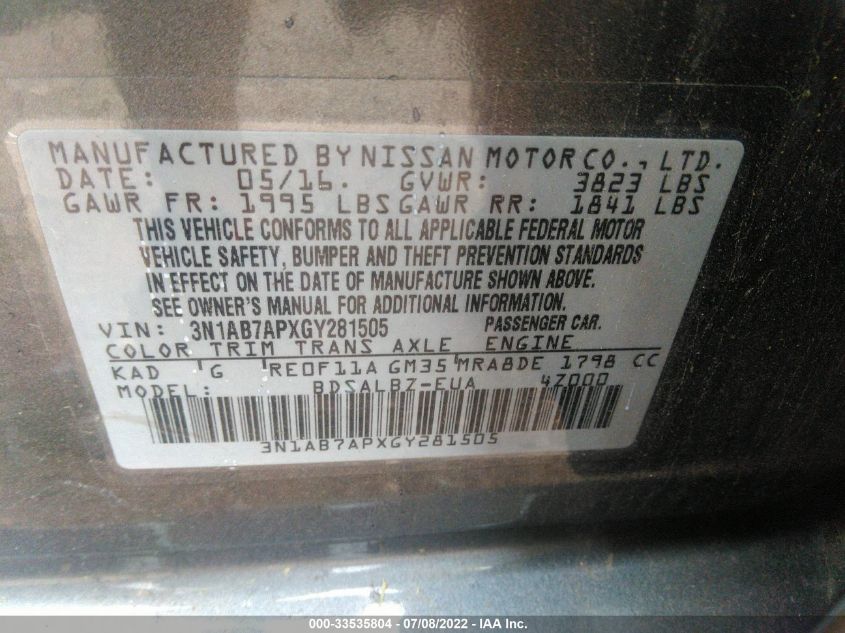 MANUFACTURED BY NISSAN MOTOR CO., LTD.
DATE: 05/16. GVWR: 3823 LBS
GAWR FR: 1995 LBS GAWR RR: 1841 LBS
THIS VEHICLE CONFORMS TO ALL APPLICABLE FEDERAL MOTOR
VEHICLE SAFETY, BUMPER AND THEFT PREVENTION STANDARDS
IN EFFECT ON THE DATE OF MANUFACTURE SHOWN ABOVE.
SEE OWNER'S MANUAL FOR ADDITIONAL INFORMATION.
VIN: 3N1AB7APXGY281505 PASSENGER CAR.
COLOR TRIM TRANS AXLE ENGINE
KAD G RE0F11A GM35 MRA8DE 1798 CC
MODEL: BDSALBZ-EUA 4Z000
3N1AB7APXGY281505
000-33535804 - 07/08/2022 - IAA Inc.